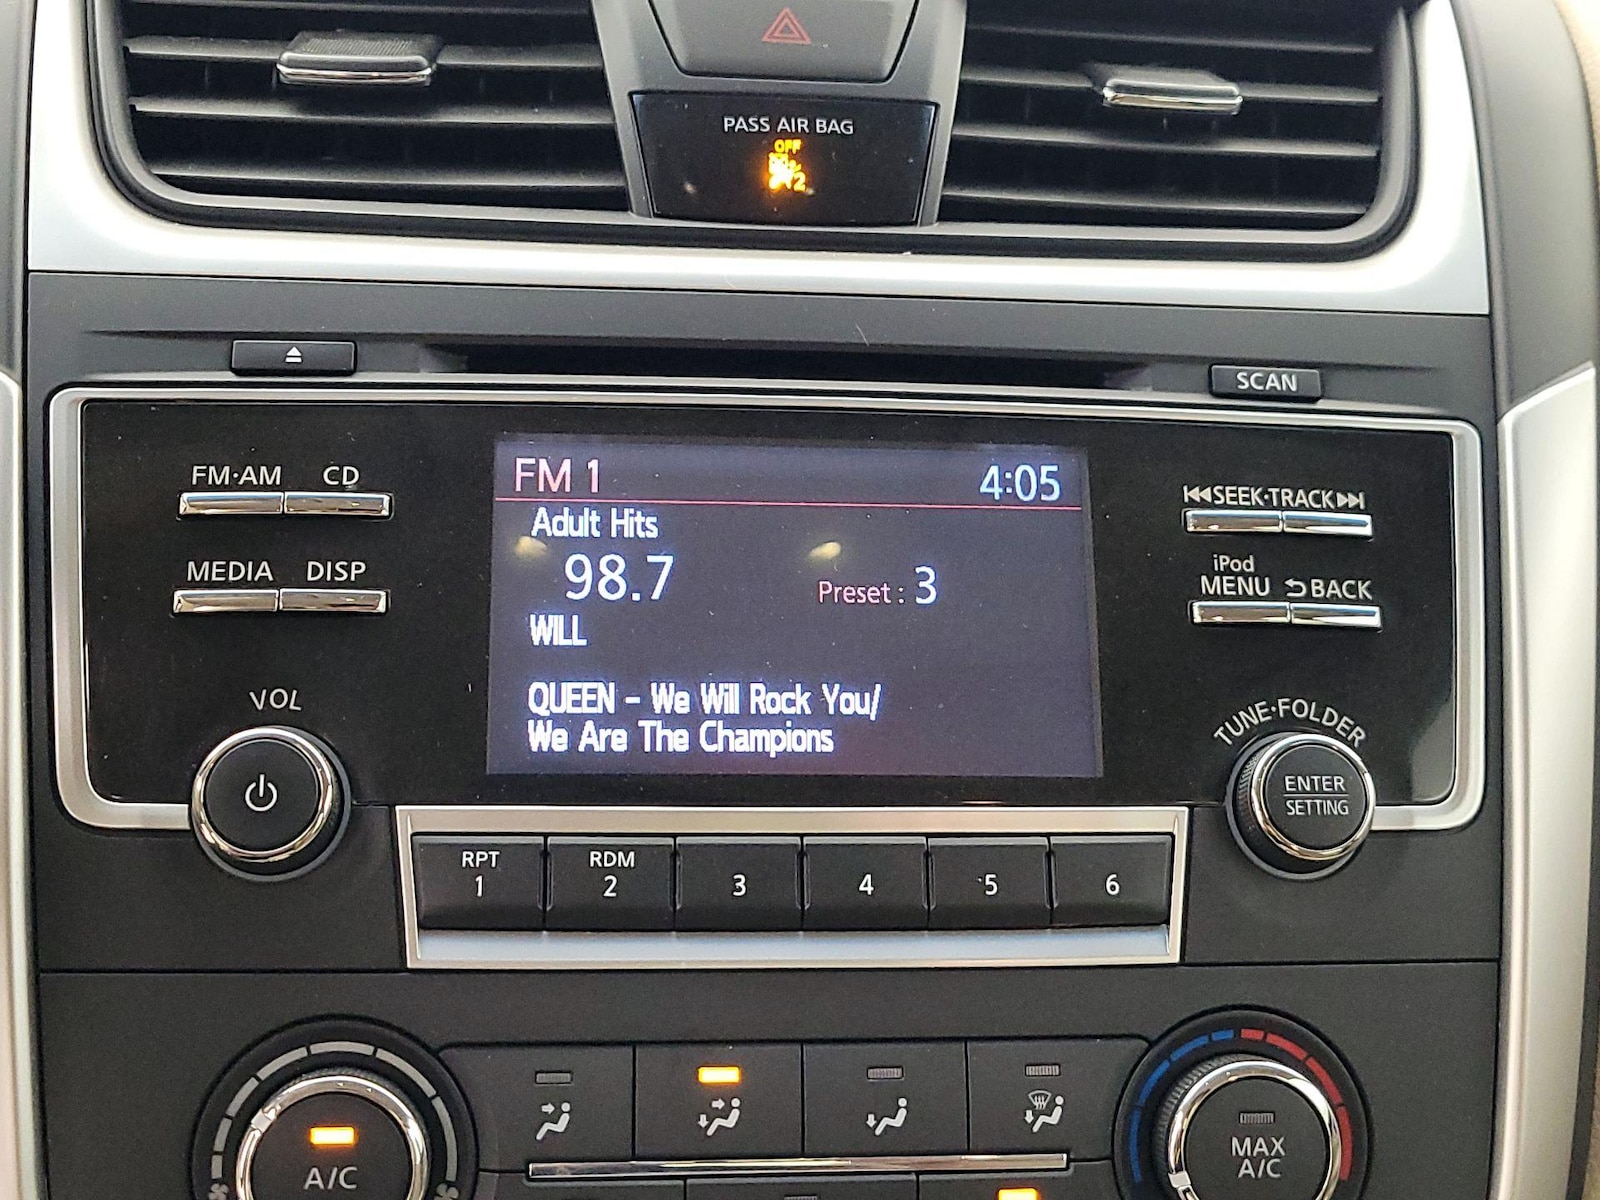 PASS AIR BAG
OFF
2
SCAN
FM·AM CD
MEDIA DISP
VOL
FM 1 4:05
Adult Hits
98.7 Preset : 3
WILL
QUEEN - We Will Rock You/
We Are The Champions
SEEK·TRACK
iPod
MENU BACK
TUNE·FOLDER
ENTER
SETTING
RPT
1
RDM
2
3
4
5
6
A/C
MAX
A/C